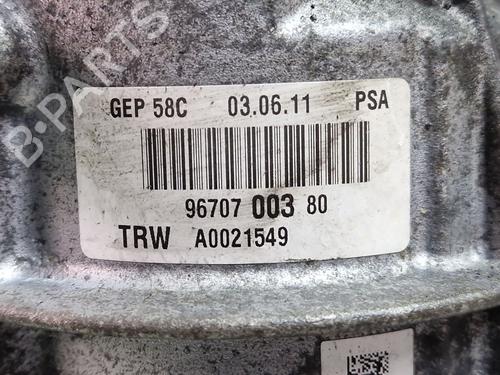 GEP 58C 03.06.11 PSA
96707 003 80
TRW A0021549
B-PARTS